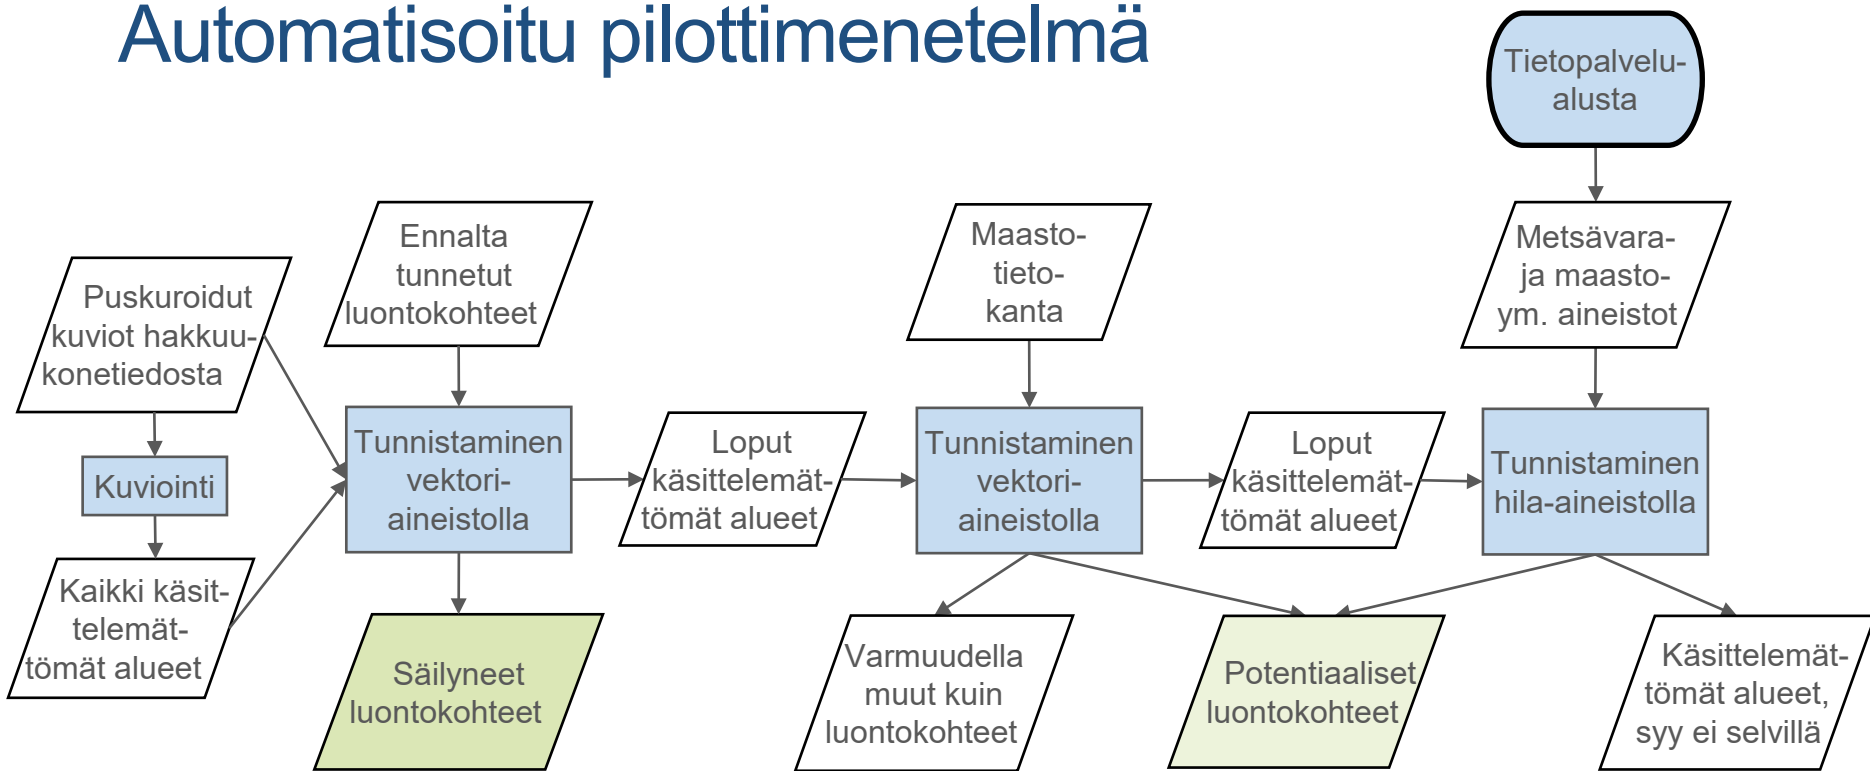 Automatisoitu pilottimenetelmä
Tietopalvelu-
alusta
Puskuroidut
kuviot hakkuu-
konetiedosta
Ennalta
tunnetut
luontokohteet
Maasto-
tieto-
kanta
Metsävara-
ja maasto-
ym. aineistot
Kuviointi
Tunnistaminen
vektori-
aineistolla
Loput
käsittelemät-
tömät alueet
Tunnistaminen
vektori-
aineistolla
Loput
käsittelemät-
tömät alueet
Tunnistaminen
hila-aineistolla
Kaikki käsit-
telemät-
tömät alueet
Säilyneet
luontokohteet
Varmuudella
muut kuin
luontokohteet
Potentiaaliset
luontokohteet
Käsittelemät-
tömät alueet,
syy ei selvillä